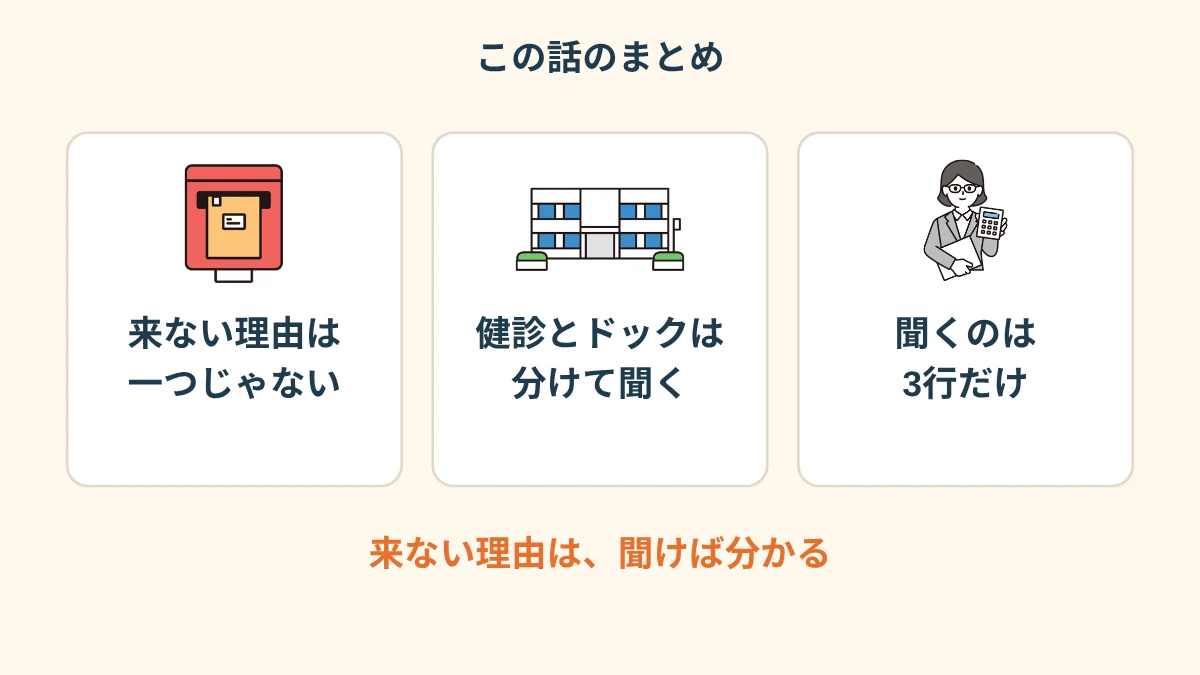 この話のまとめ
来ない理由は
一つじゃない
健診とドックは
分けて聞く
聞くのは
3行だけ
来ない理由は、聞けば分かる